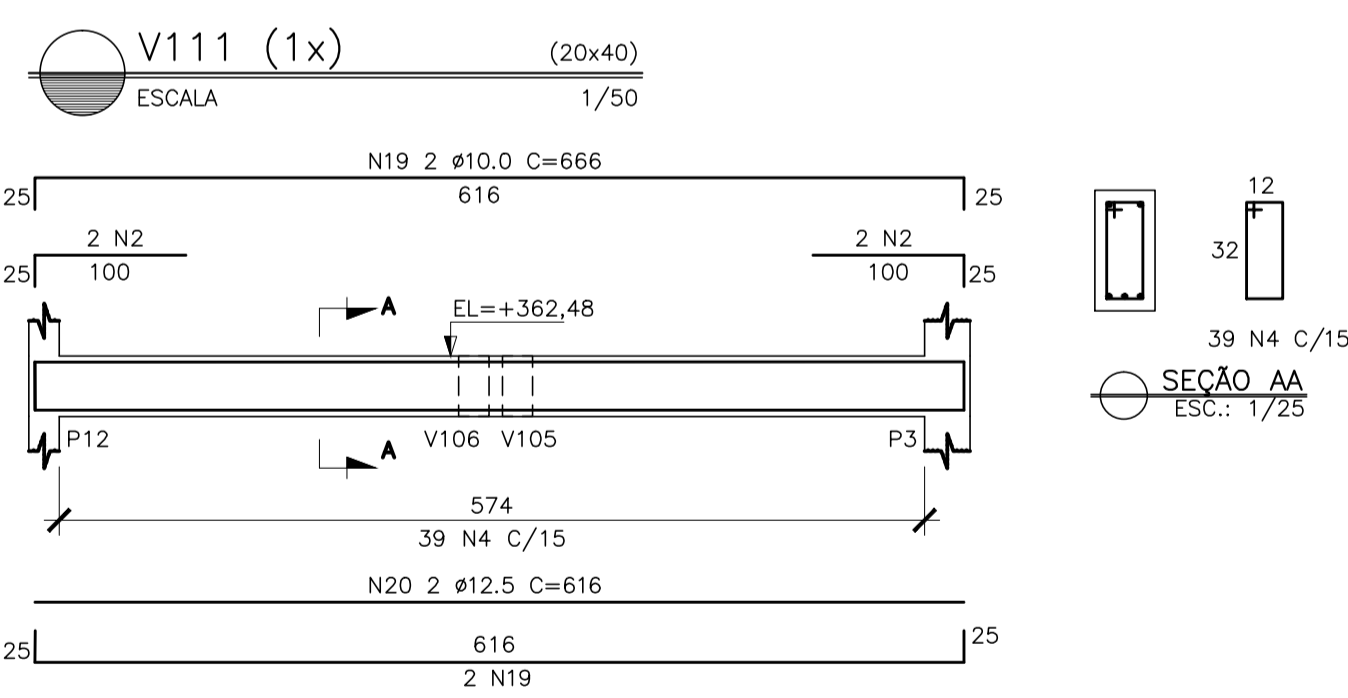 V111 (1x) (20x40)
ESCALA 1/50
N19 2 ø10.0 C=666
25 616 25
2 N2 2 N2
25 100 100 25
12
32
39 N4 C/15
SEÇÃO AA
ESC.: 1/25
A EL=+362,48
P12 A V106 V105 P3
574
39 N4 C/15
N20 2 ø12.5 C=616
25 616 25
2 N19